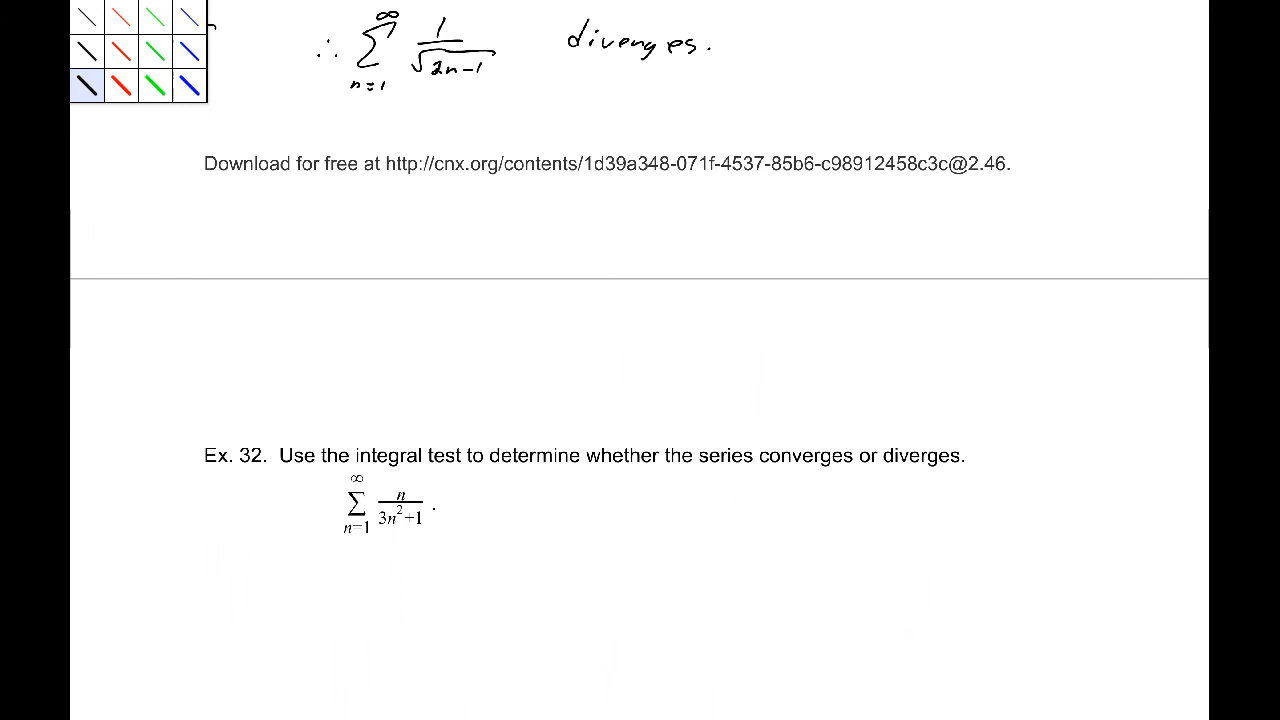 ∴ ∑_{n=1}^{∞} 1/√(2n-1) diverges.
Download for free at http://cnx.org/contents/1d39a348-071f-4537-85b6-c98912458c3c@2.46.
Ex. 32. Use the integral test to determine whether the series converges or diverges.
∑_{n=1}^{∞} n/(3n²+1) .